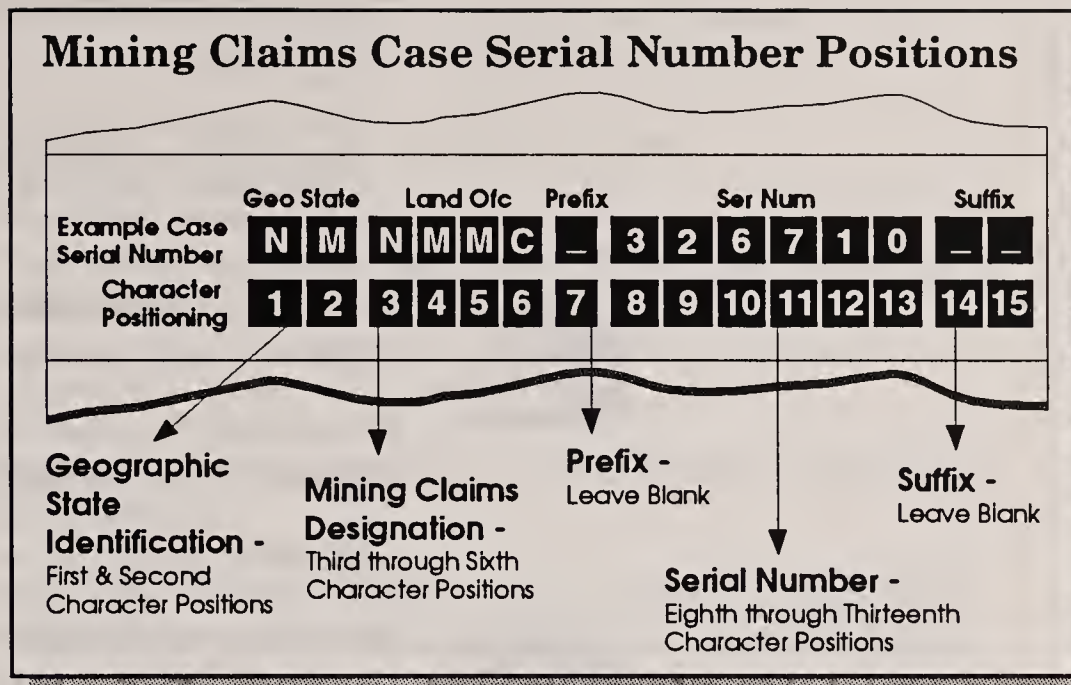 Mining Claims Case Serial Number Positions
Geo State Land Ofc Prefix Ser Num Suffix
Example Case
Serial Number
N M N M M C _ 3 2 6 7 1 0 _ _
Character
Positioning
1 2 3 4 5 6 7 8 9 10 11 12 13 14 15
Geographic
State
Identification -
First & Second
Character Positions
Mining Claims
Designation -
Third through Sixth
Character Positions
Prefix -
Leave Blank
Serial Number -
Eighth through Thirteenth
Character Positions
Suffix -
Leave Blank